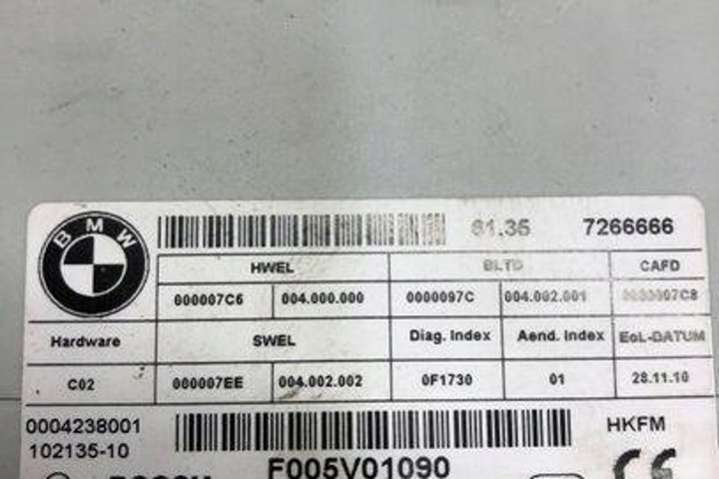 BMW
61.35 7266666
HWEL BLTD CAFD
000007C6 004.000.000 0000097C 004.002.001 000007C8
Hardware SWEL Diag. Index Aend. Index EoL-DATUM
C02 000007EE 004.002.002 0F1730 01 28.11.10
0004238001 HKFM
102135-10
F005V01090
CE